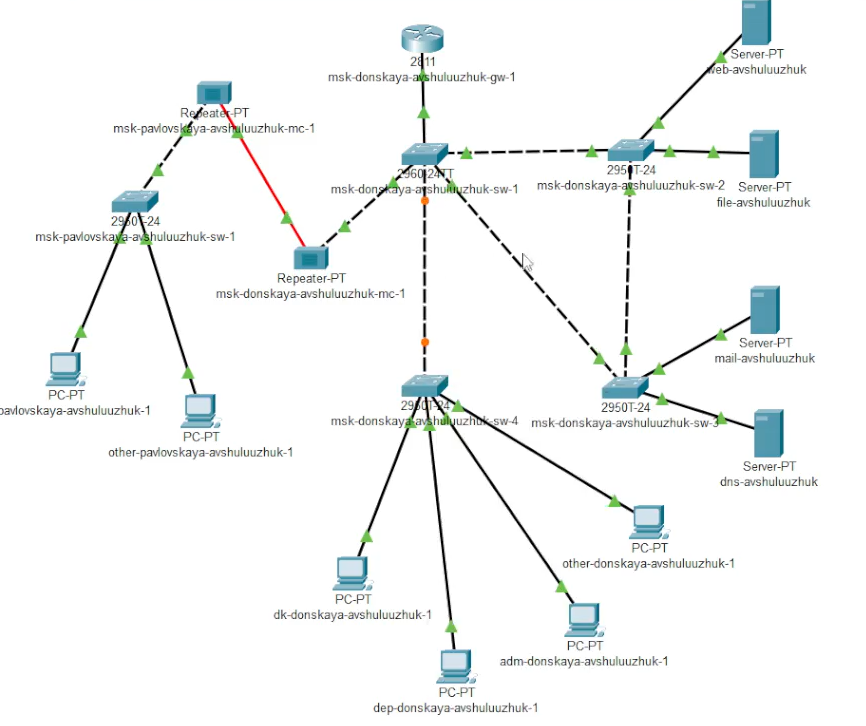 2811
msk-donskaya-avshuluuzhuk-gw-1
Server-PT
web-avshuluuzhuk
Repeater-PT
msk-pavlovskaya-avshuluuzhuk-mc-1
2960-24TT
msk-donskaya-avshuluuzhuk-sw-1
2950T-24
msk-donskaya-avshuluuzhuk-sw-2
Server-PT
file-avshuluuzhuk
2950T-24
msk-pavlovskaya-avshuluuzhuk-sw-1
Repeater-PT
msk-donskaya-avshuluuzhuk-mc-1
Server-PT
mail-avshuluuzhuk
PC-PT
pavlovskaya-avshuluuzhuk-1
PC-PT
other-pavlovskaya-avshuluuzhuk-1
2950T-24
msk-donskaya-avshuluuzhuk-sw-4
2950T-24
msk-donskaya-avshuluuzhuk-sw-3
Server-PT
dns-avshuluuzhuk
PC-PT
other-donskaya-avshuluuzhuk-1
PC-PT
dk-donskaya-avshuluuzhuk-1
PC-PT
adm-donskaya-avshuluuzhuk-1
PC-PT
dep-donskaya-avshuluuzhuk-1